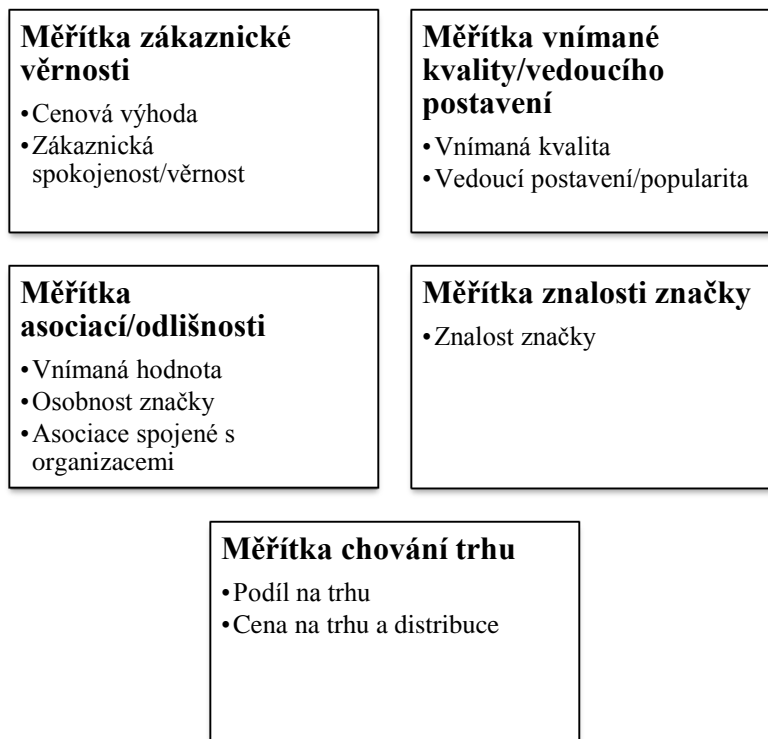 Měřítka zákaznické
věrnosti
•Cenová výhoda
•Zákaznická
spokojenost/věrnost
Měřítka vnímané
kvality/vedoucího
postavení
•Vnímaná kvalita
•Vedoucí postavení/popularita
Měřítka
asociací/odlišnosti
•Vnímaná hodnota
•Osobnost značky
•Asociace spojené s
organizacemi
Měřítka znalosti značky
•Znalost značky
Měřítka chování trhu
•Podíl na trhu
•Cena na trhu a distribuce